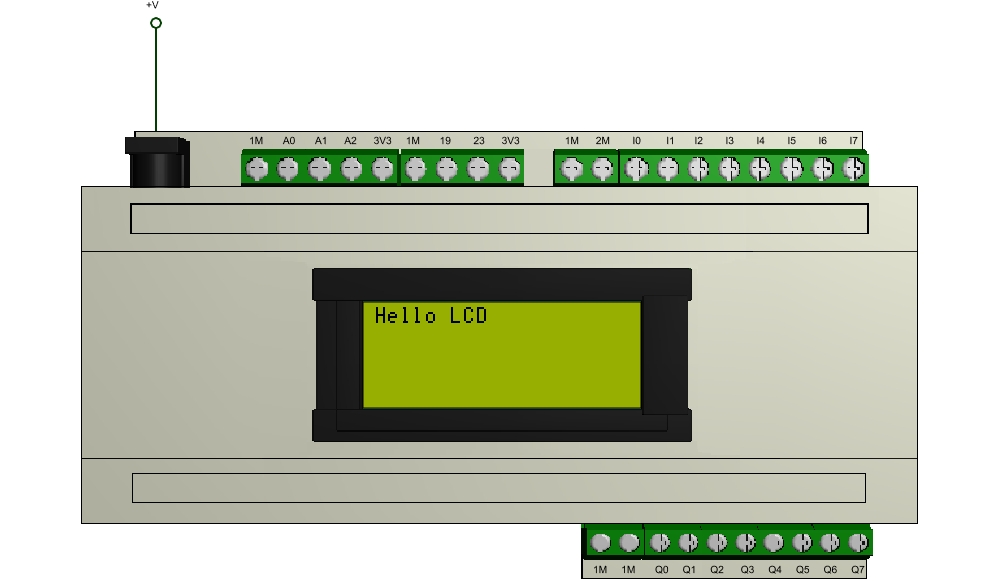 +V
1M A0 A1 A2 3V3 1M 19 23 3V3 1M 2M I0 I1 I2 I3 I4 I5 I6 I7
Hello LCD
1M 1M Q0 Q1 Q2 Q3 Q4 Q5 Q6 Q7